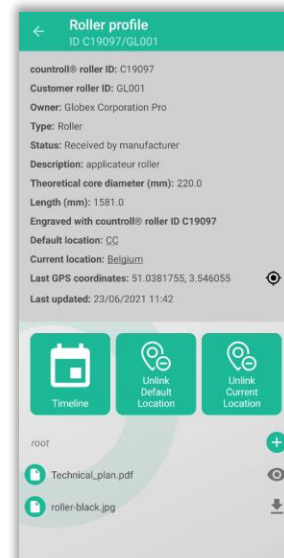 Roller profile
ID C19097/GL001
countroll® roller ID: C19097
Customer roller ID: GL001
Owner: Globex Corporation Pro
Type: Roller
Status: Received by manufacturer
Description: applicateur roller
Theoretical core diameter (mm): 220.0
Length (mm): 1581.0
Engraved with countroll® roller ID C19097
Default location: CC
Current location: Belgium
Last GPS coordinates: 51.0381755, 3.546055
Last updated: 23/06/2021 11:42
Timeline
Unlink
Default
Location
Unlink
Current
Location
root
Technical_plan.pdf
roller-black.jpg